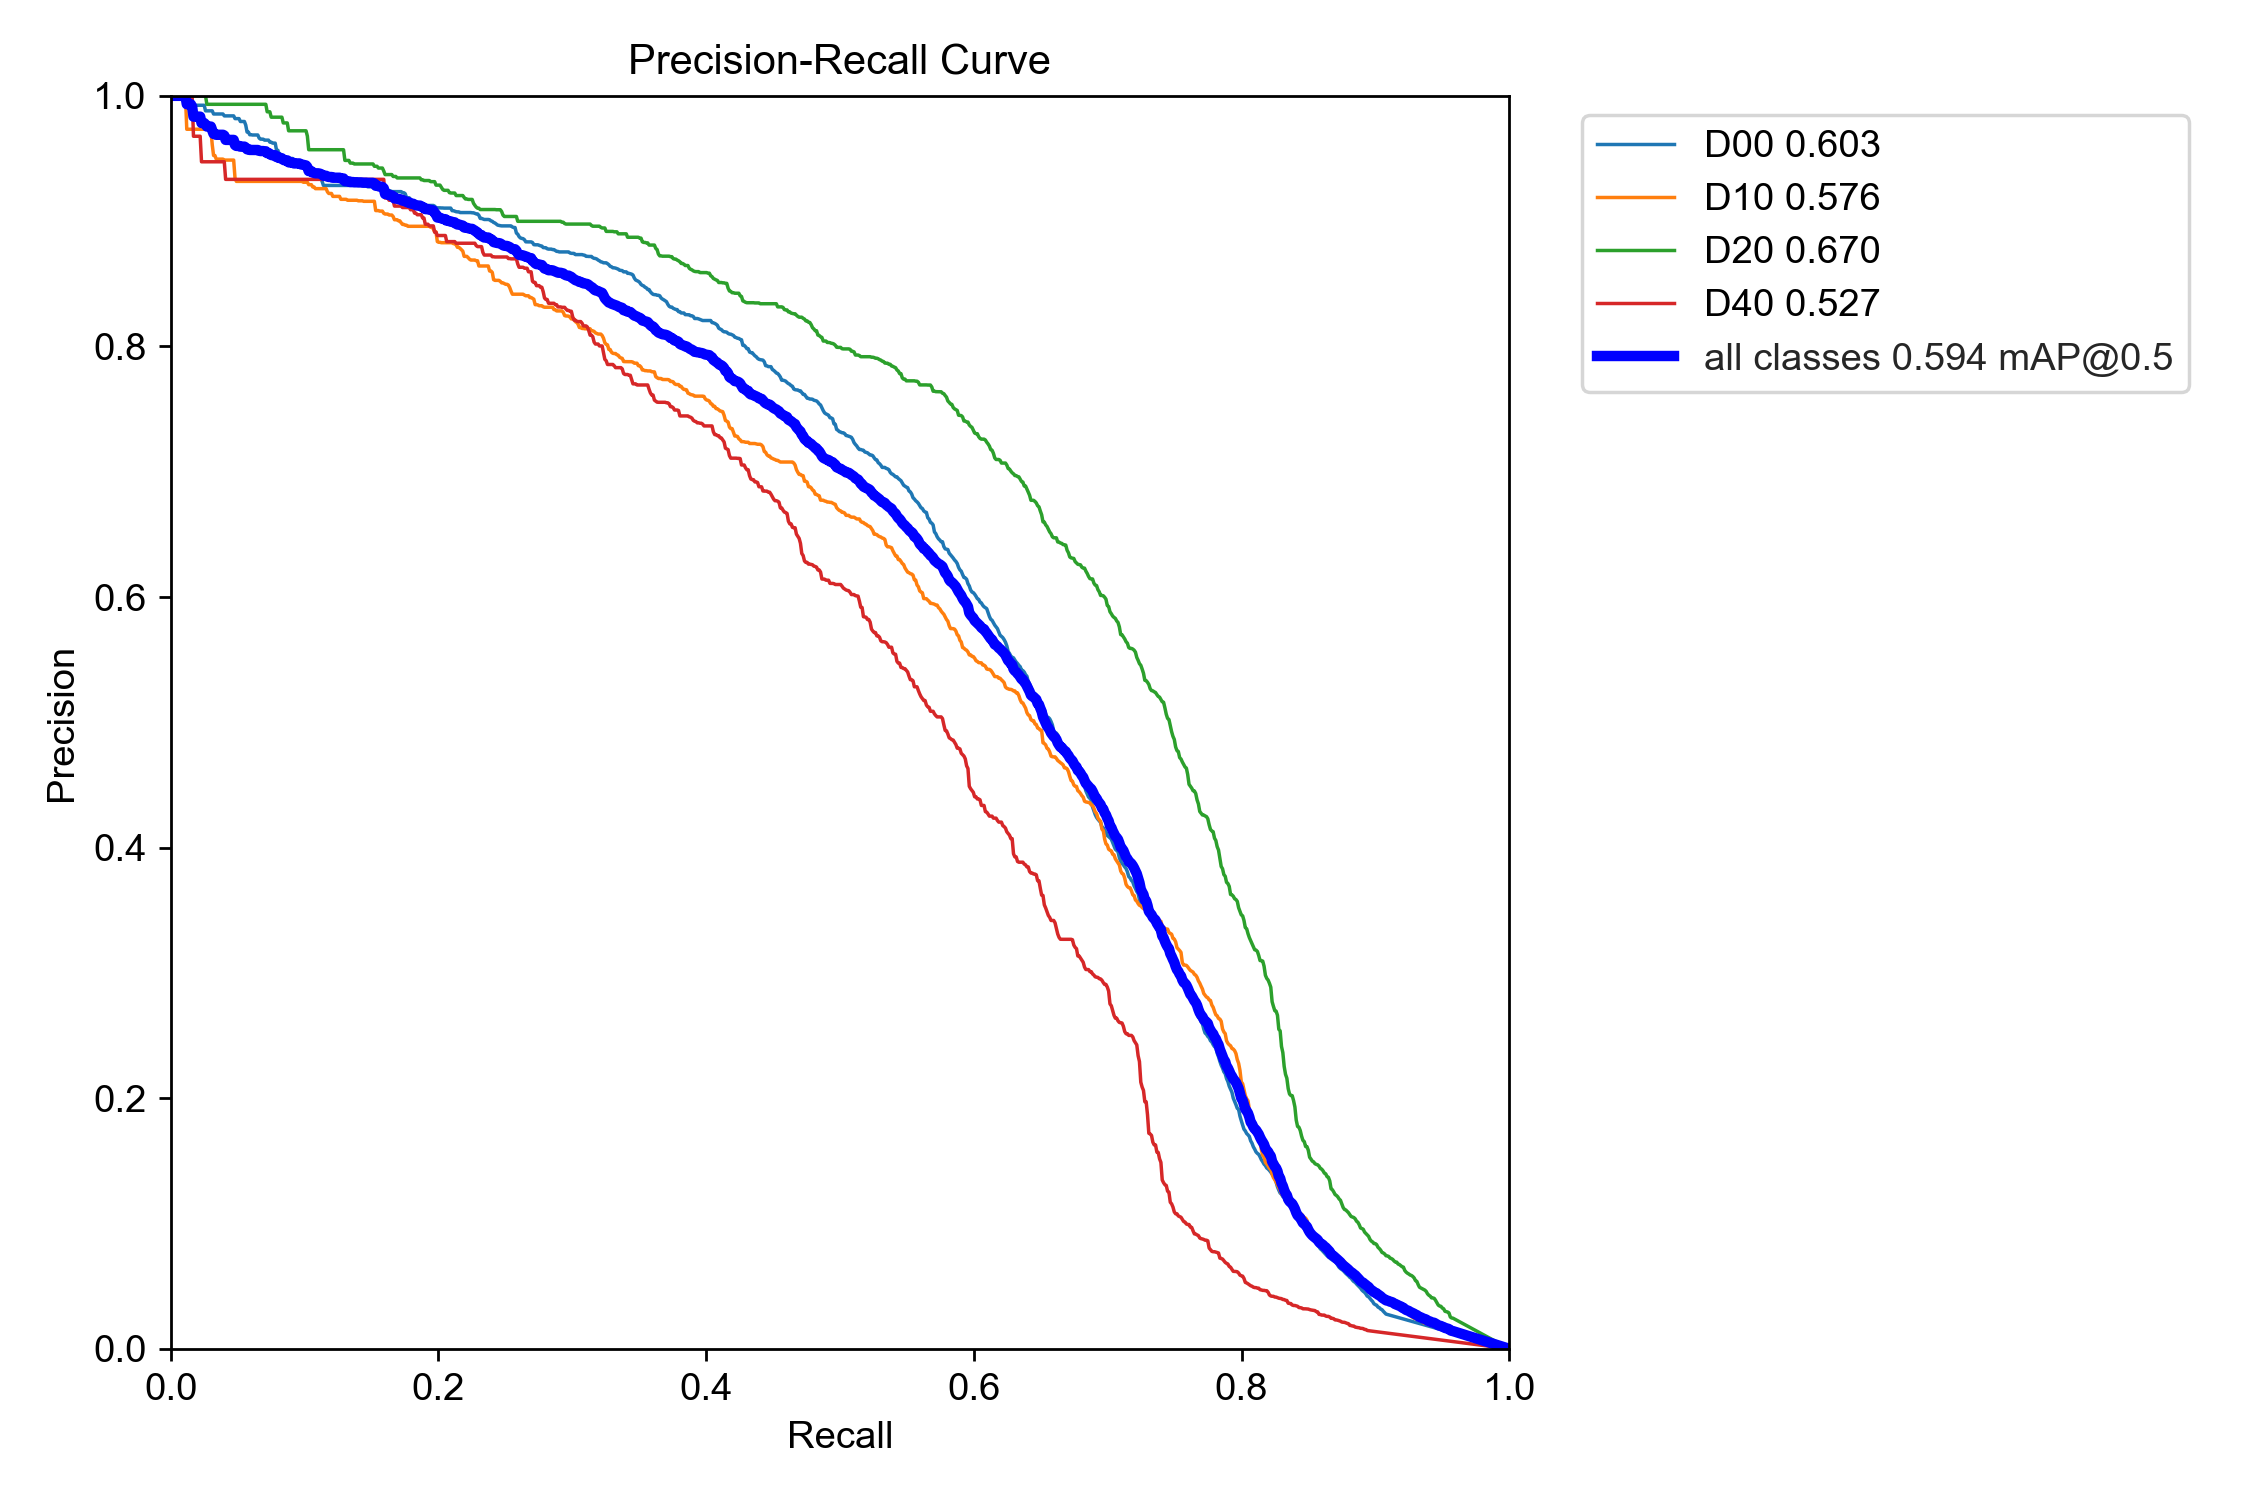 Precision-Recall Curve
1.0
0.8
0.6
0.4
0.2
0.0
Precision
0.0 0.2 0.4 0.6 0.8 1.0
Recall
D00 0.603
D10 0.576
D20 0.670
D40 0.527
all classes 0.594 mAP@0.5